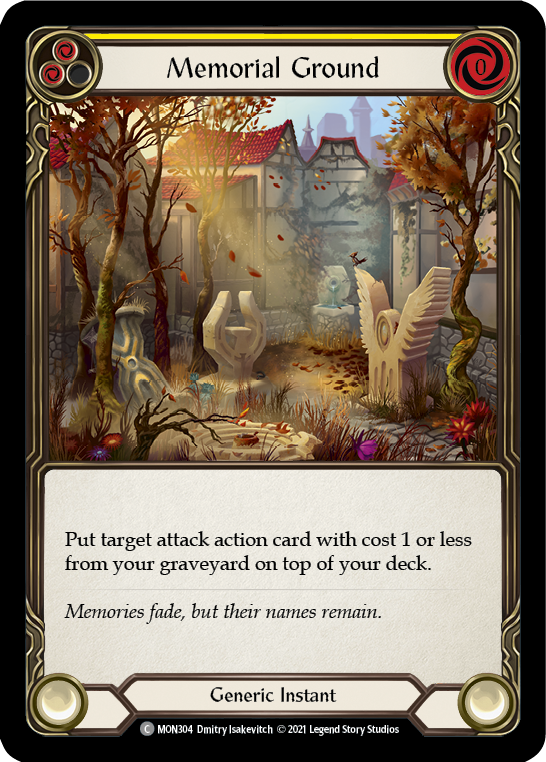 Memorial Ground
0
Put target attack action card with cost 1 or less
from your graveyard on top of your deck.
Memories fade, but their names remain.
Generic Instant
C MON304 Dmitry Isakevitch © 2021 Legend Story Studios